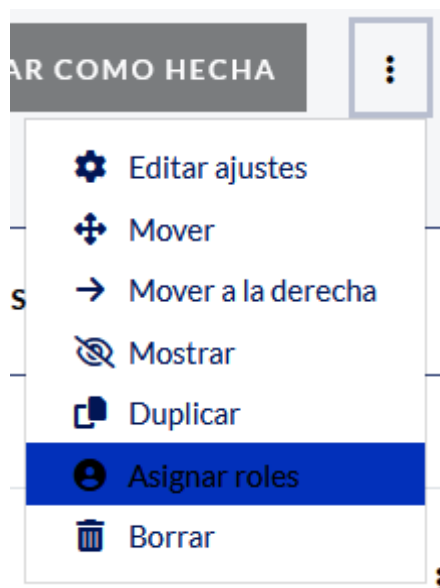 AR COMO HECHA
Editar ajustes
Mover
S
Mover a la derecha
Mostrar
Duplicar
Asignar roles
Borrar